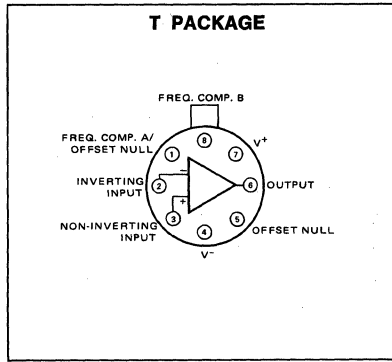 T PACKAGE
FREQ. COMP. B
FREQ. COMP. A/
OFFSET NULL
V+
8
1
7
INVERTING
INPUT
2
−
6
OUTPUT
+
3
5
NON-INVERTING
INPUT
4
OFFSET NULL
V−